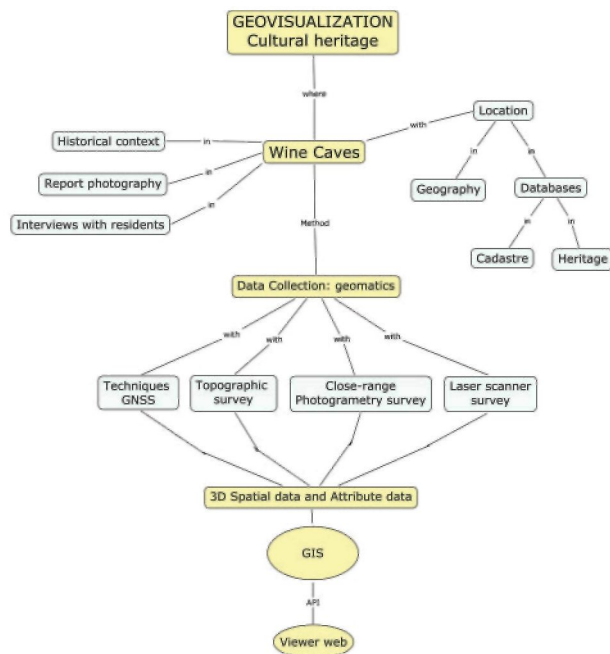 GEOVISUALIZATION
Cultural heritage
where
with
Location
Historical context
in
Wine Caves
in
in
Report photography
in
Geography
Databases
Interviews with residents
in
in
in
Method
Cadastre
Heritage
Data Collection: geomatics
with
with
with
with
Techniques
GNSS
Topographic
survey
Close-range
Photogrametry survey
Laser scanner
survey
3D Spatial data and Attribute data
GIS
API
Viewer web